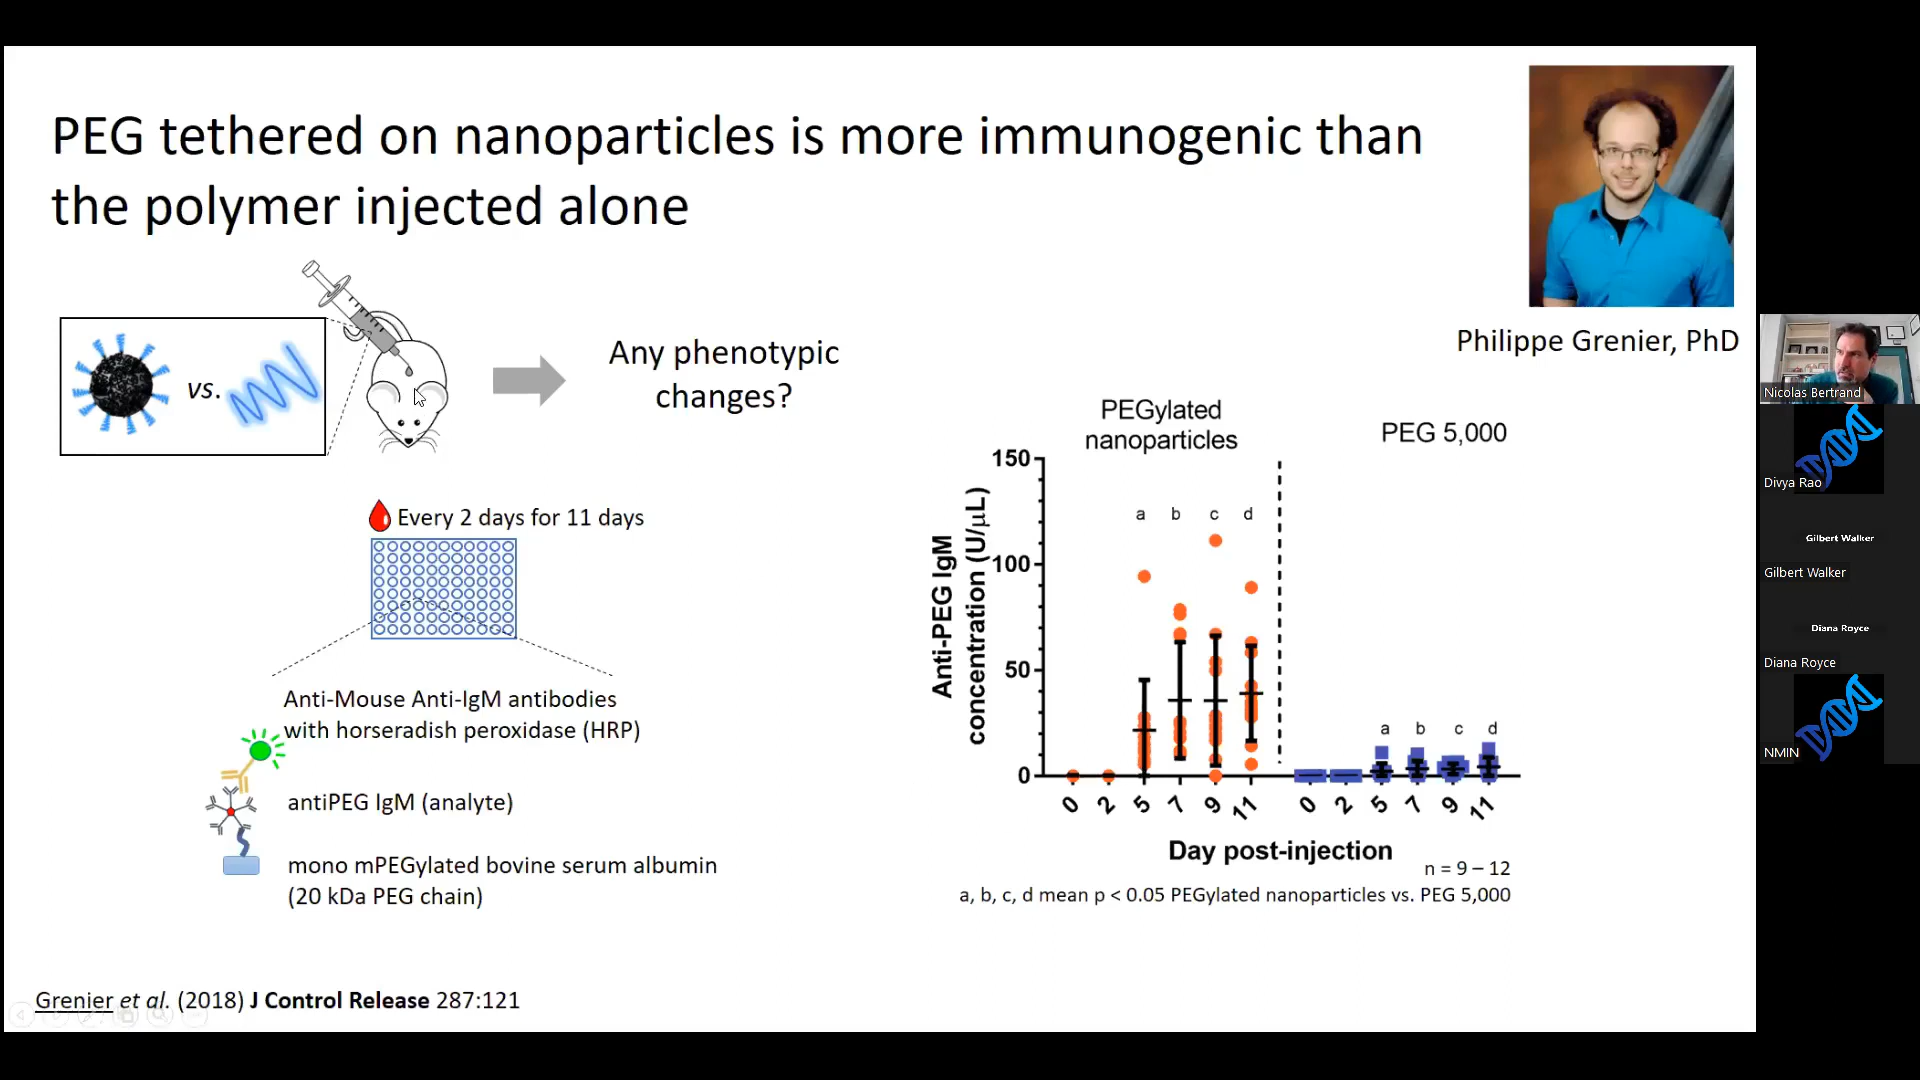 PEG tethered on nanoparticles is more immunogenic than
the polymer injected alone
Philippe Grenier, PhD
vs.
Any phenotypic
changes?
Every 2 days for 11 days
Anti-Mouse Anti-IgM antibodies
with horseradish peroxidase (HRP)
antiPEG IgM (analyte)
mono mPEGylated bovine serum albumin
(20 kDa PEG chain)
PEGylated
nanoparticles
PEG 5,000
Anti-PEG IgM
concentration (U/µL)
150
100
50
0
a b c d
a b c d
0 2 5 7 9 11 0 2 5 7 9 11
Day post-injection
n = 9 – 12
a, b, c, d mean p < 0.05 PEGylated nanoparticles vs. PEG 5,000
Grenier et al. (2018) J Control Release 287:121
Nicolas Bertrand
Divya Rao
Gilbert Walker
Gilbert Walker
Diana Royce
Diana Royce
NMIN